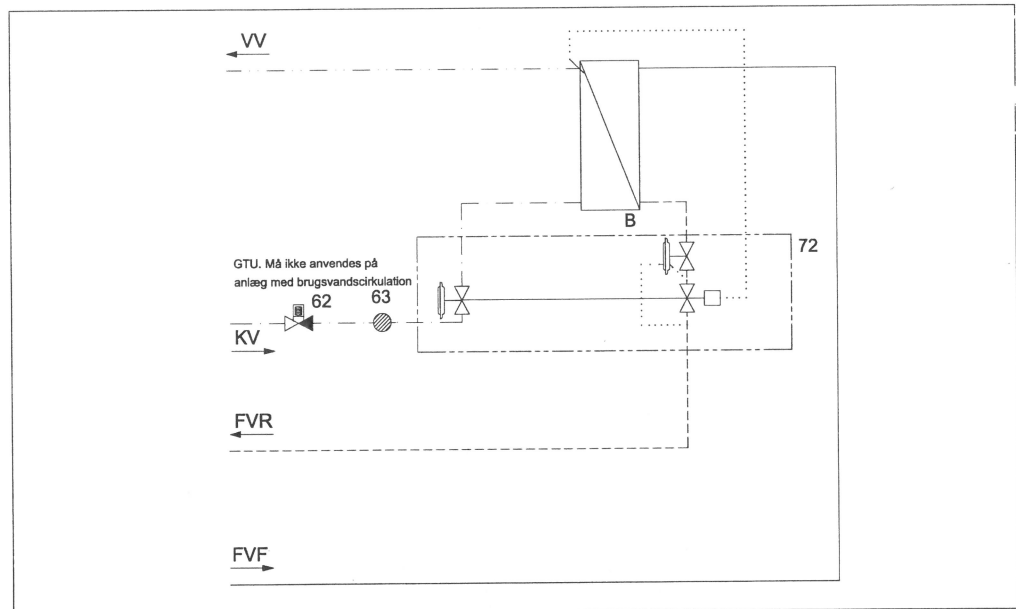 VV
B
72
GTU. Må ikke anvendes på
anlæg med brugsvandscirkulation
62
63
KV
FVR
FVF